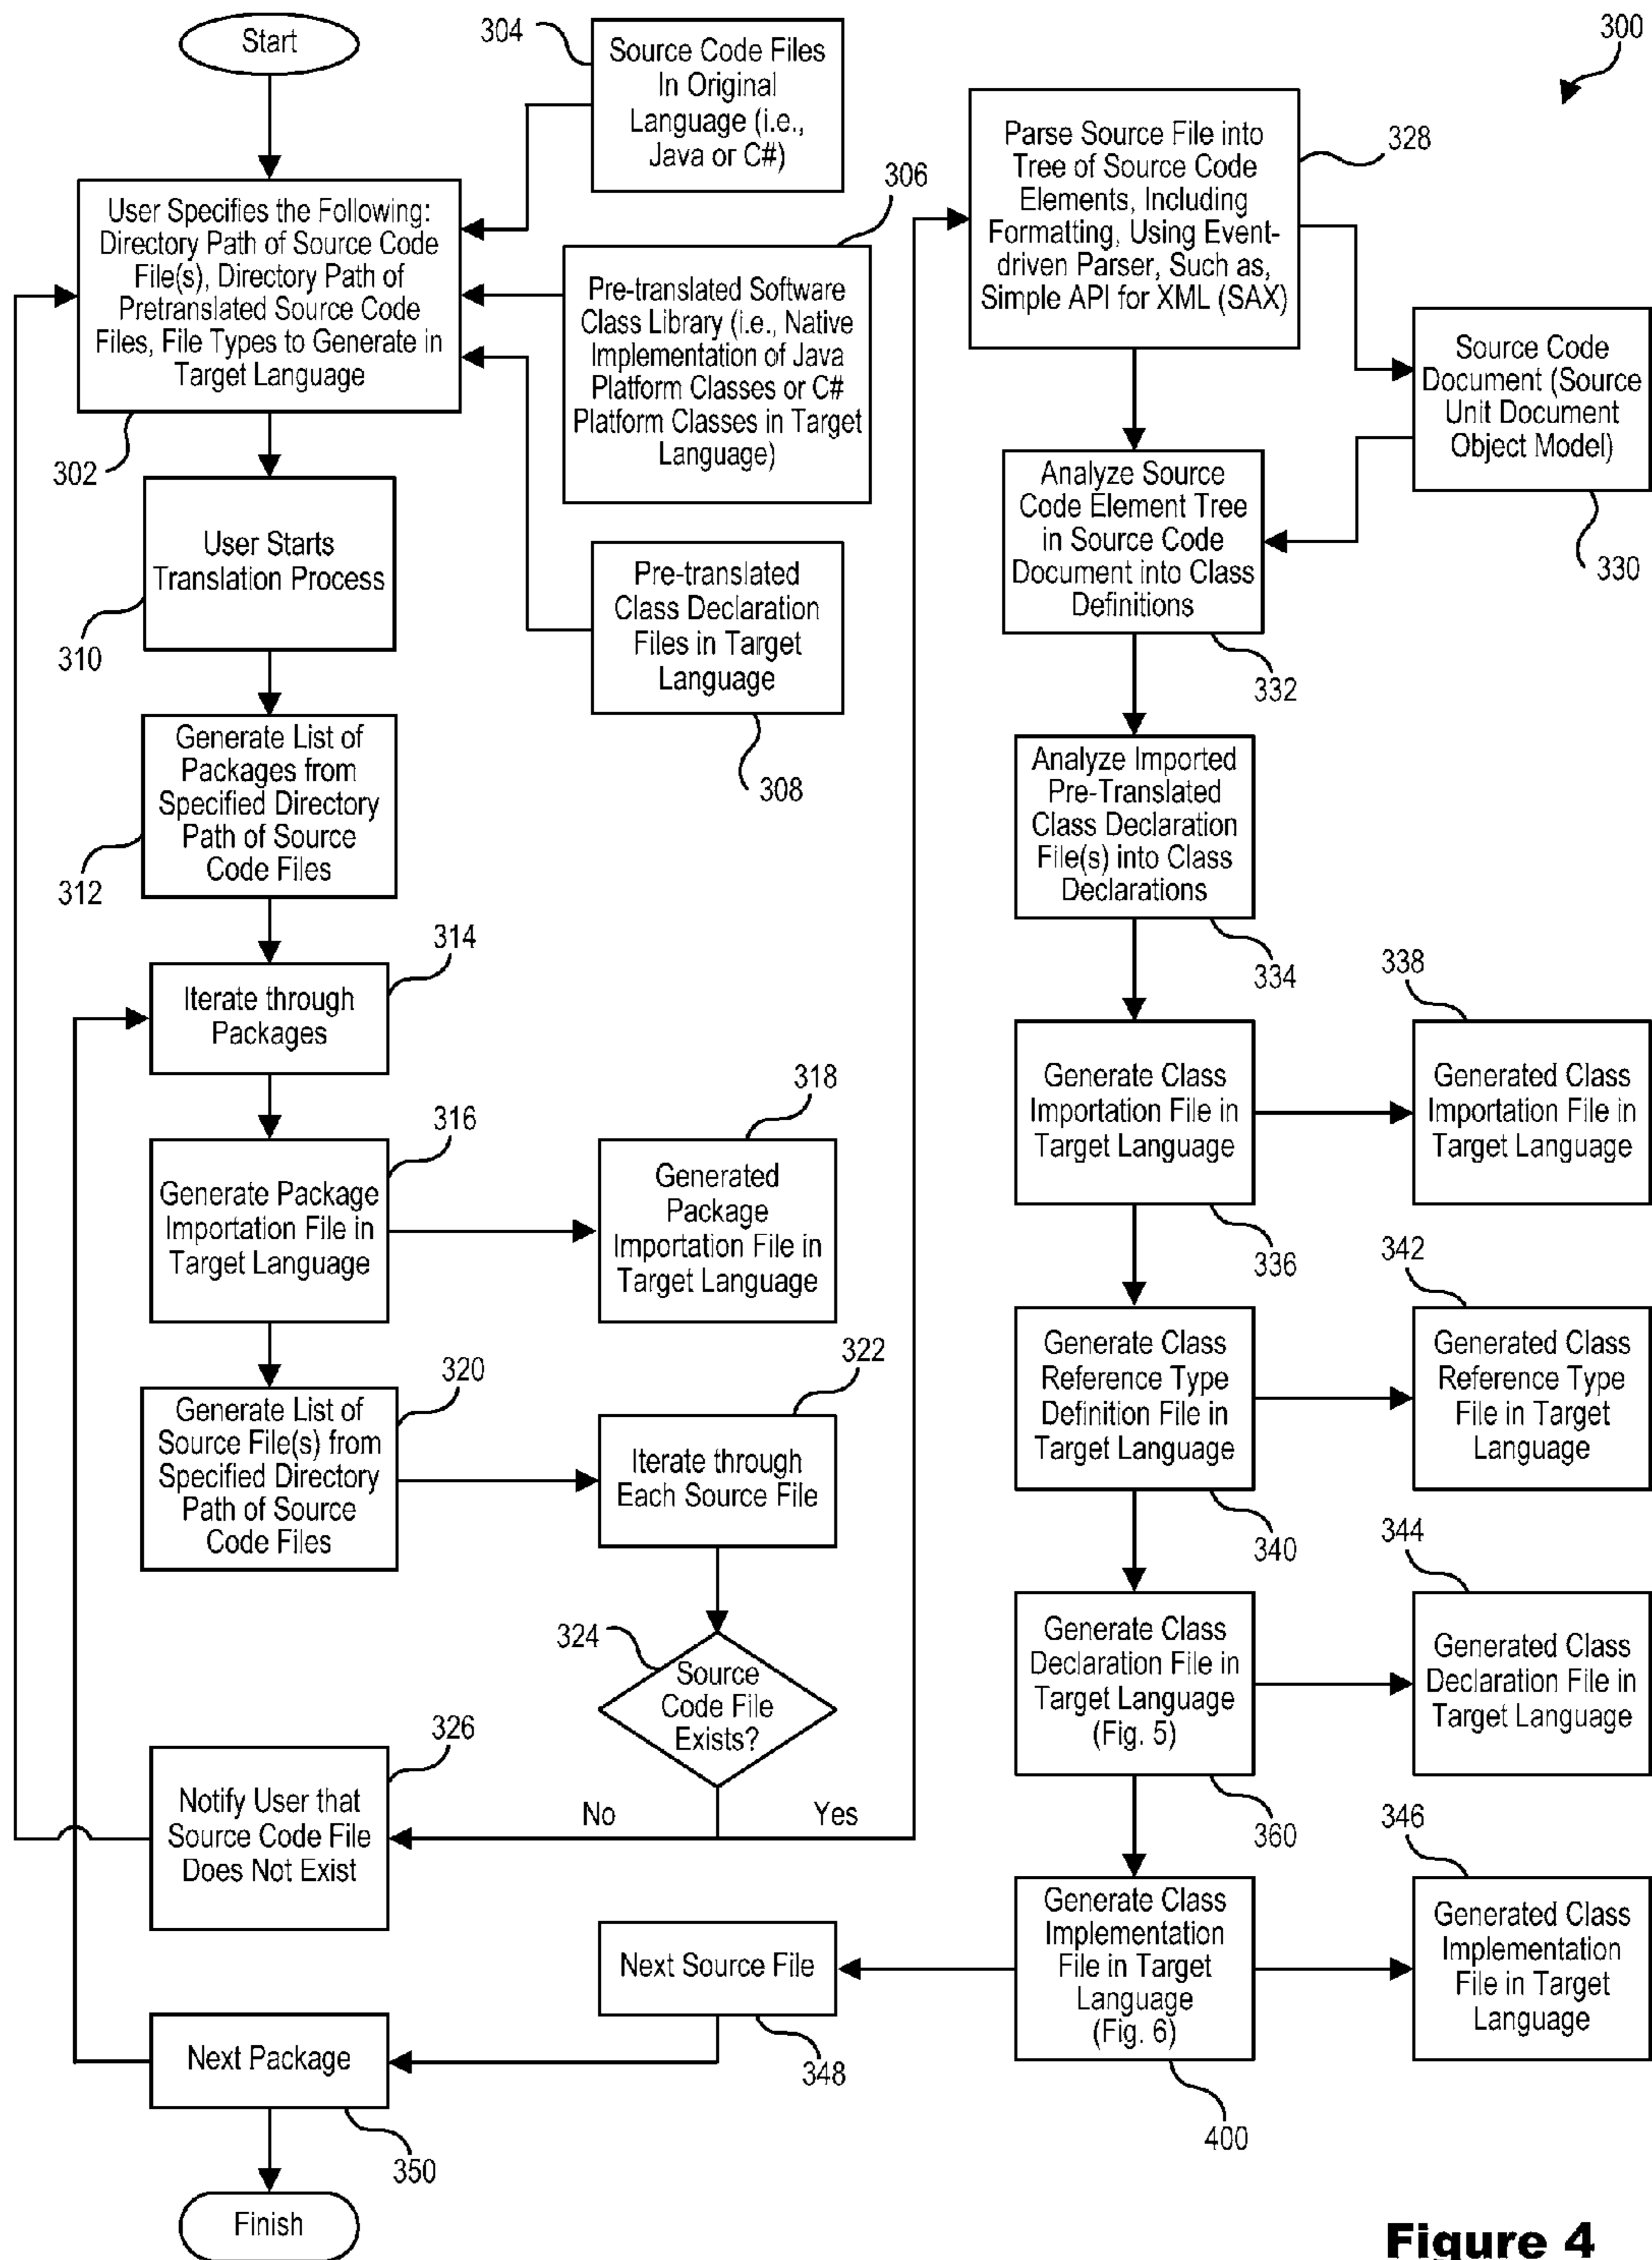 Start
304
Source Code Files
In Original
Language (i.e.,
Java or C#)
300
User Specifies the Following:
Directory Path of Source Code
File(s), Directory Path of
Pretranslated Source Code
Files, File Types to Generate in
Target Language
302
306
Pre-translated Software
Class Library (i.e., Native
Implementation of Java
Platform Classes or C#
Platform Classes in Target
Language)
Pre-translated
Class Declaration
Files in Target
Language
308
User Starts
Translation Process
310
Generate List of
Packages from
Specified Directory
Path of Source
Code Files
312
314
Iterate through
Packages
316
Generate Package
Importation File in
Target Language
318
Generated
Package
Importation File in
Target Language
320
Generate List of
Source File(s) from
Specified Directory
Path of Source
Code Files
322
Iterate through
Each Source File
324
Source
Code File
Exists?
No
Yes
326
Notify User that
Source Code File
Does Not Exist
Parse Source File into
Tree of Source Code
Elements, Including
Formatting, Using Event-
driven Parser, Such as,
Simple API for XML (SAX)
328
Source Code
Document (Source
Unit Document
Object Model)
330
Analyze Source
Code Element Tree
in Source Code
Document into Class
Definitions
332
Analyze Imported
Pre-Translated
Class Declaration
File(s) into Class
Declarations
334
Generate Class
Importation File in
Target Language
336
338
Generated Class
Importation File in
Target Language
Generate Class
Reference Type
Definition File in
Target Language
340
342
Generated Class
Reference Type
File in Target
Language
Generate Class
Declaration File in
Target Language
(Fig. 5)
360
344
Generated Class
Declaration File in
Target Language
Generate Class
Implementation
File in Target
Language
(Fig. 6)
400
346
Generated Class
Implementation
File in Target
Language
Next Source File
348
Next Package
350
Finish
Figure 4